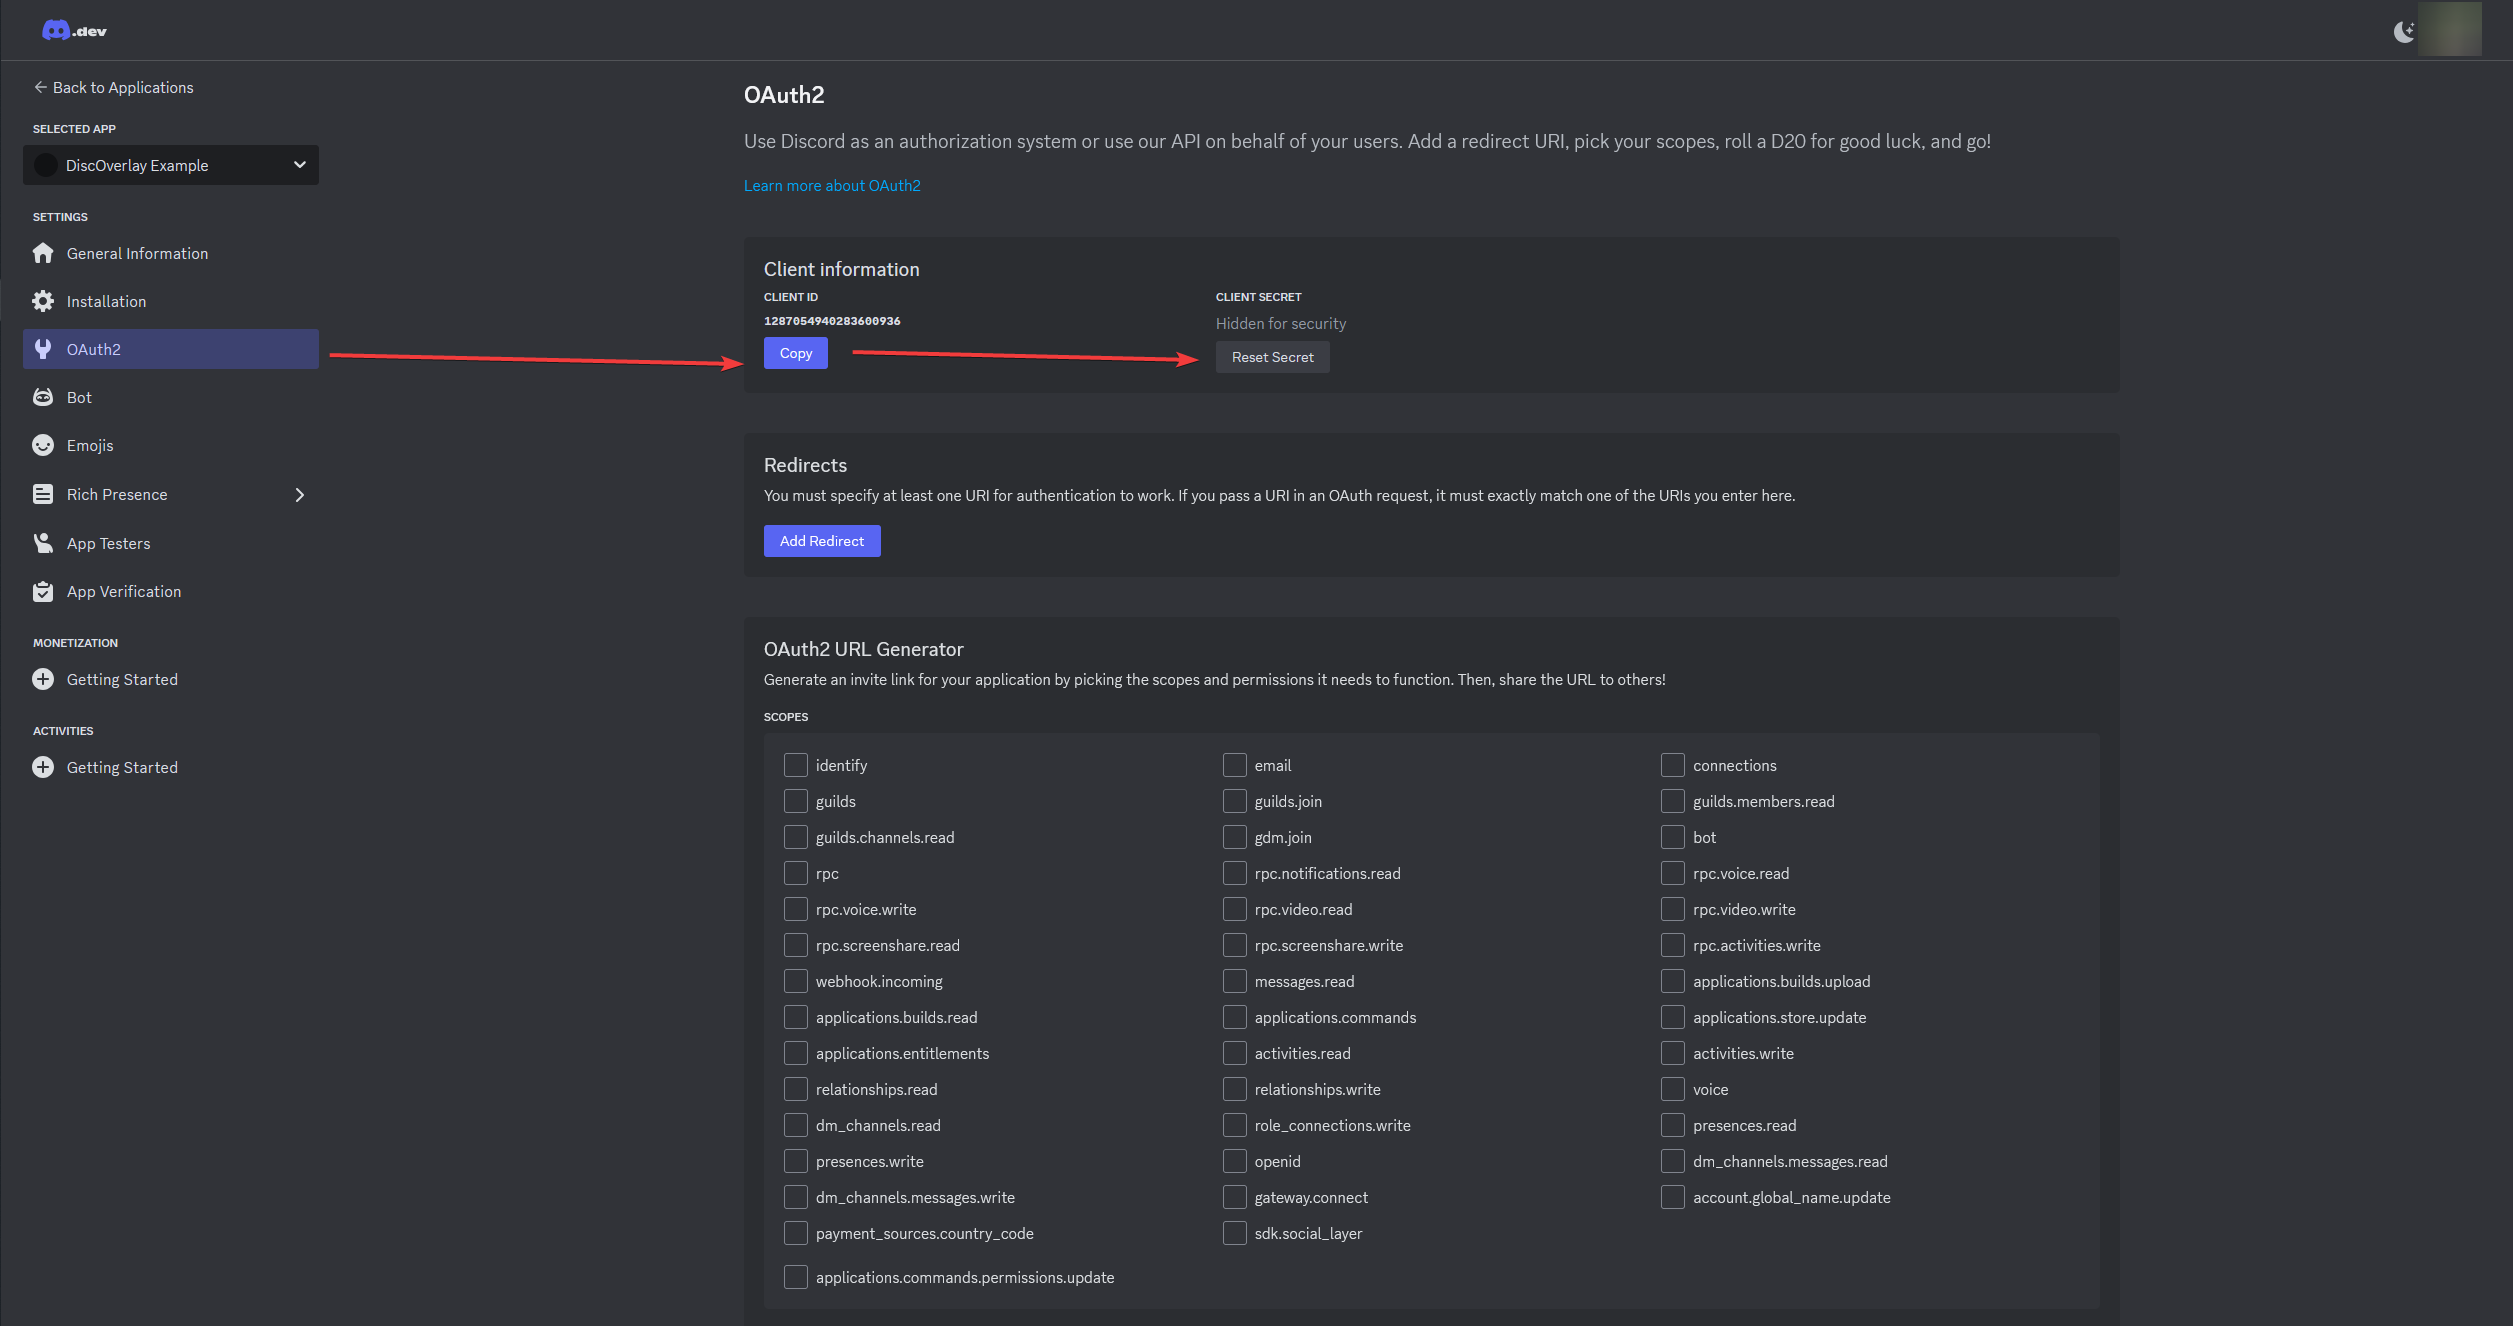 .dev
Back to Applications
SELECTED APP
DiscOverlay Example
SETTINGS
General Information
Installation
OAuth2
Bot
Emojis
Rich Presence
App Testers
App Verification
MONETIZATION
Getting Started
ACTIVITIES
Getting Started
OAuth2
Use Discord as an authorization system or use our API on behalf of your users. Add a redirect URI, pick your scopes, roll a D20 for good luck, and go!
Learn more about OAuth2
Client information
CLIENT ID
1287054940283600936
Copy
CLIENT SECRET
Hidden for security
Reset Secret
Redirects
You must specify at least one URI for authentication to work. If you pass a URI in an OAuth request, it must exactly match one of the URIs you enter here.
Add Redirect
OAuth2 URL Generator
Generate an invite link for your application by picking the scopes and permissions it needs to function. Then, share the URL to others!
SCOPES
identify email connections
guilds guilds.join guilds.members.read
guilds.channels.read gdm.join bot
rpc rpc.notifications.read rpc.voice.read
rpc.voice.write rpc.video.read rpc.video.write
rpc.screenshare.read rpc.screenshare.write rpc.activities.write
webhook.incoming messages.read applications.builds.upload
applications.builds.read applications.commands applications.store.update
applications.entitlements activities.read activities.write
relationships.read relationships.write voice
dm_channels.read role_connections.write presences.read
presences.write openid dm_channels.messages.read
dm_channels.messages.write gateway.connect account.global_name.update
payment_sources.country_code sdk.social_layer
applications.commands.permissions.update